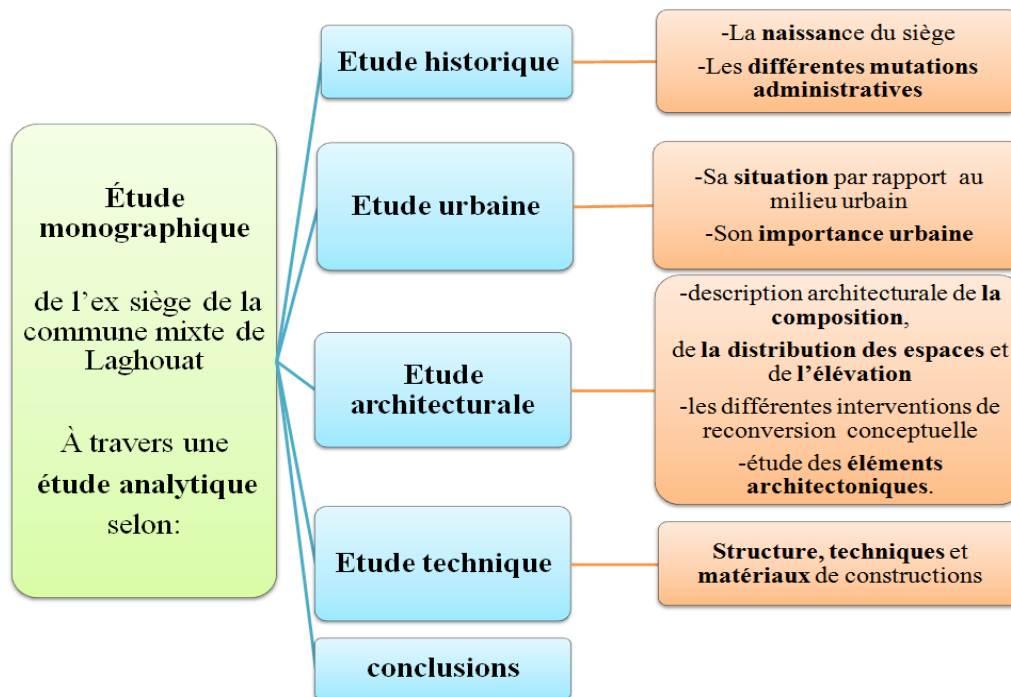 Étude
monographique
de l'ex siège de la
commune mixte de
Laghouat
À travers une
étude analytique
selon:
Etude historique
-La naissance du siège
-Les différentes mutations
administratives
Etude urbaine
-Sa situation par rapport au
milieu urbain
-Son importance urbaine
Etude
architecturale
-description architecturale de la
composition,
de la distribution des espaces et
de l'élévation
-les différentes interventions de
reconversion conceptuelle
-étude des éléments
architectoniques.
Etude technique
Structure, techniques et
matériaux de constructions
conclusions